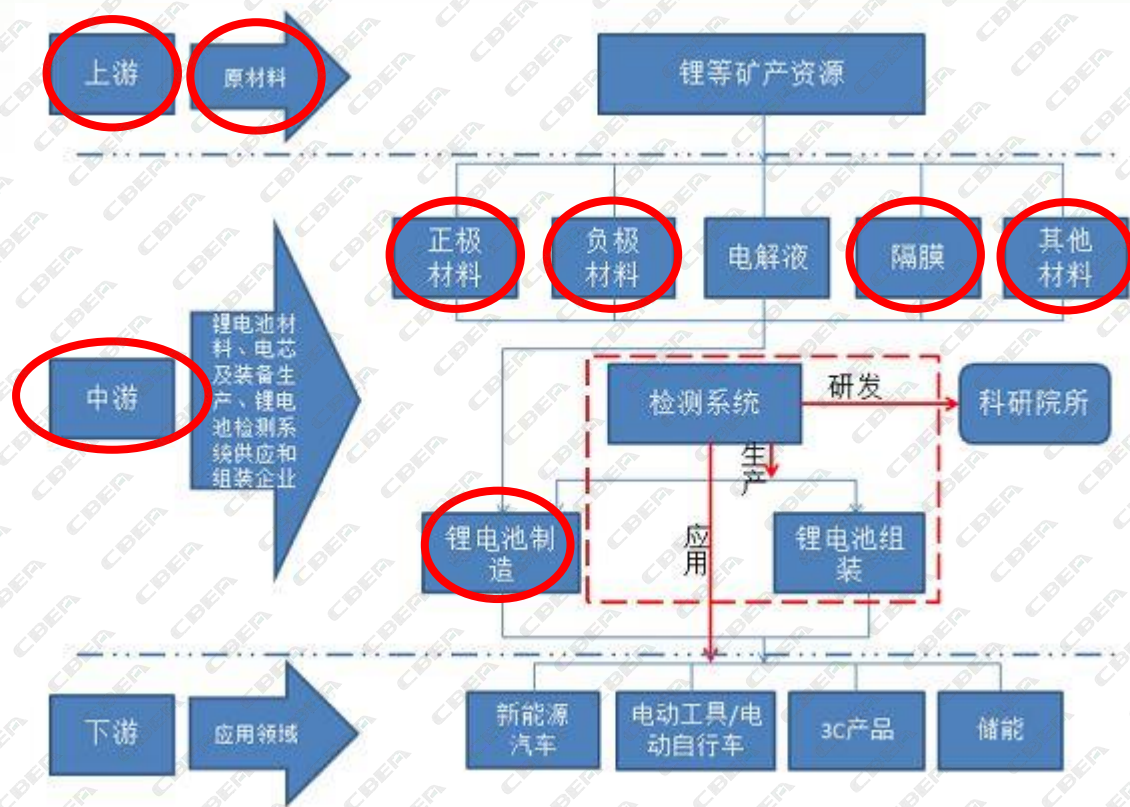 上游
原材料
锂等矿产资源
正极
材料
负极
材料
电解液
隔膜
其他
材料
中游
锂电池材
料、电芯
及装备生
产、锂电
池检测系
统供应和
组装企业
检测系统
研发
科研院所
生
产
锂电池制
造
应
用
锂电池组
装
下游
应用领域
新能源
汽车
电动工具/电
动自行车
3C产品
储能
CBEA